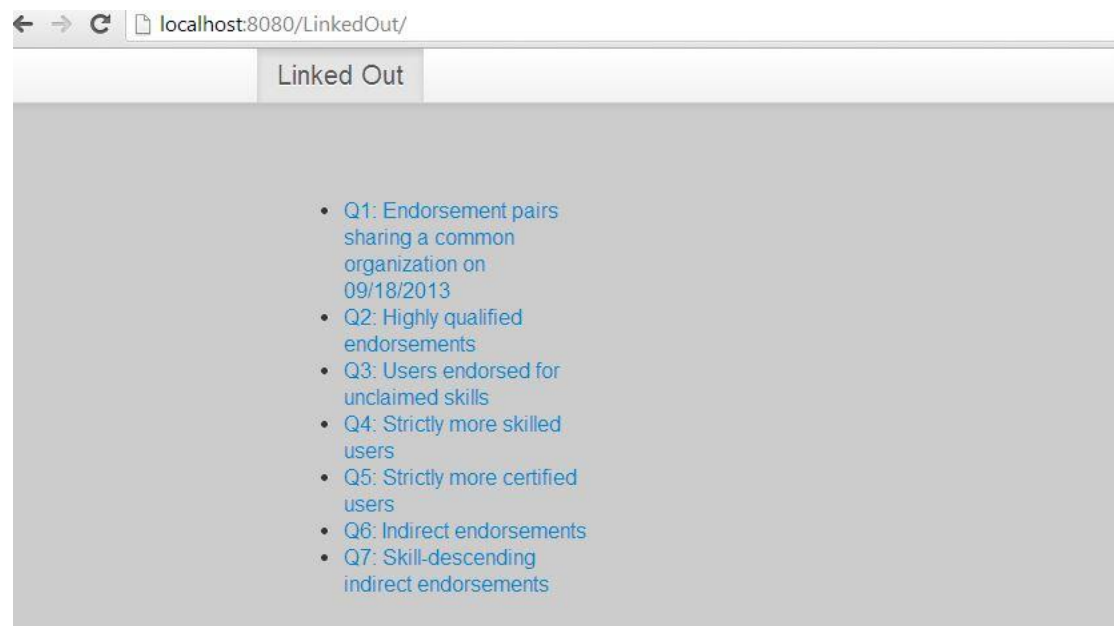 localhost:8080/LinkedOut/
Linked Out
Q1: Endorsement pairs
sharing a common
organization on
09/18/2013
Q2: Highly qualified
endorsements
Q3: Users endorsed for
unclaimed skills
Q4: Strictly more skilled
users
Q5: Strictly more certified
users
Q6: Indirect endorsements
Q7: Skill-descending
indirect endorsements